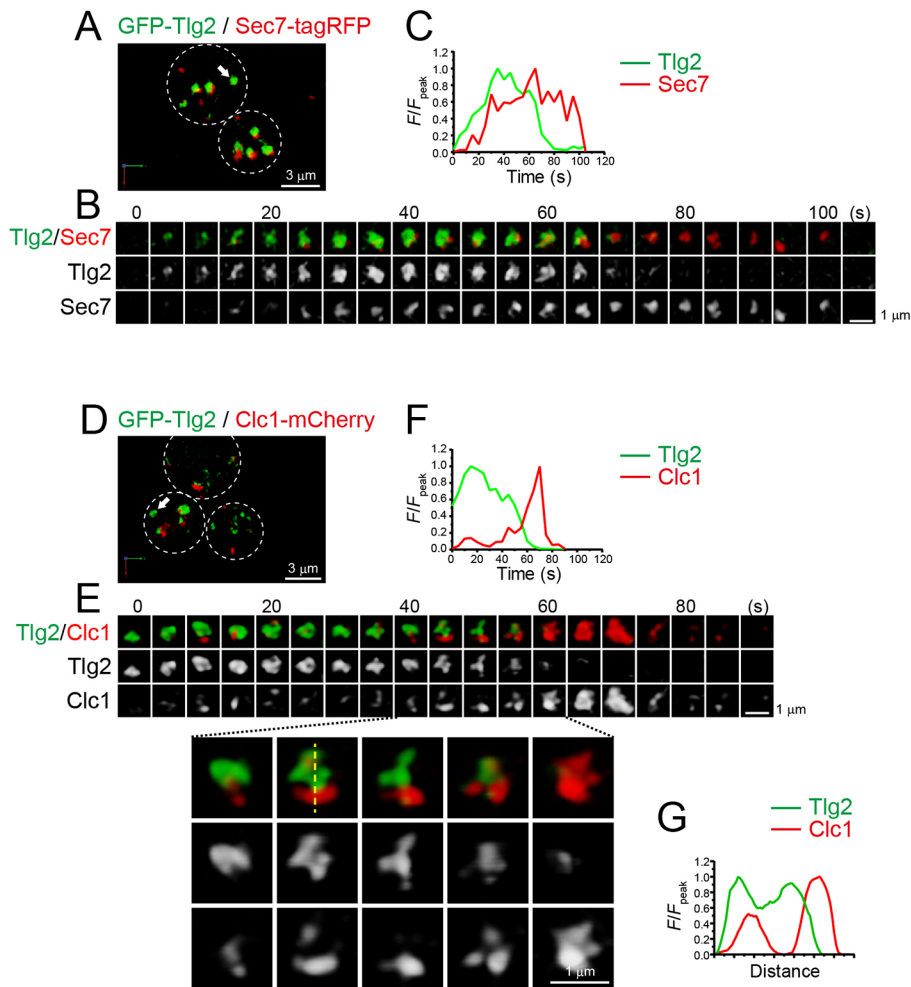 A GFP-Tlg2 / Sec7-tagRFP
3 μm
C
Tlg2
Sec7
F/Fpeak
1.2
1.0
0.8
0.6
0.4
0.2
0.0
0 20 40 60 80 100 120
Time (s)
B
0 20 40 60 80 100 (s)
Tlg2/Sec7
Tlg2
Sec7
1 μm
D GFP-Tlg2 / Clc1-mCherry
3 μm
F
Tlg2
Clc1
F/Fpeak
1.2
1.0
0.8
0.6
0.4
0.2
0.0
0 20 40 60 80 100 120
Time (s)
E
0 20 40 60 80 (s)
Tlg2/Clc1
Tlg2
Clc1
1 μm
1 μm
G
Tlg2
Clc1
F/Fpeak
1.2
1.0
0.8
0.6
0.4
0.2
0.0
Distance